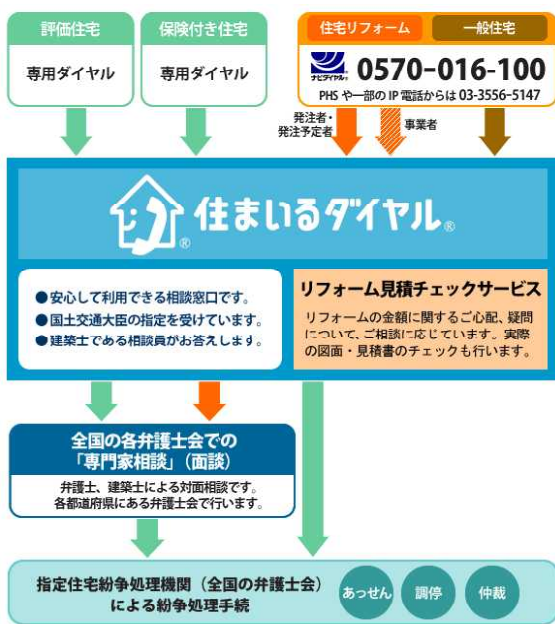 評価住宅
専用ダイヤル
保険付き住宅
専用ダイヤル
住宅リフォーム
一般住宅
ナビダイヤル®
0570-016-100
PHS や一部の IP 電話からは 03-3556-5147
発注者・
発注予定者
事業者
住まいるダイヤル®
●安心して利用できる相談窓口です。
●国土交通大臣の指定を受けています。
●建築士である相談員がお答えします。
リフォーム見積チェックサービス
リフォームの金額に関するご心配、疑問
について、ご相談に応じています。実際
の図面・見積書のチェックも行います。
全国の各弁護士会での
「専門家相談」(面談)
弁護士、建築士による対面相談です。
各都道府県にある弁護士会で行います。
指定住宅紛争処理機関(全国の弁護士会)
による紛争処理手続
あっせん
調停
仲裁